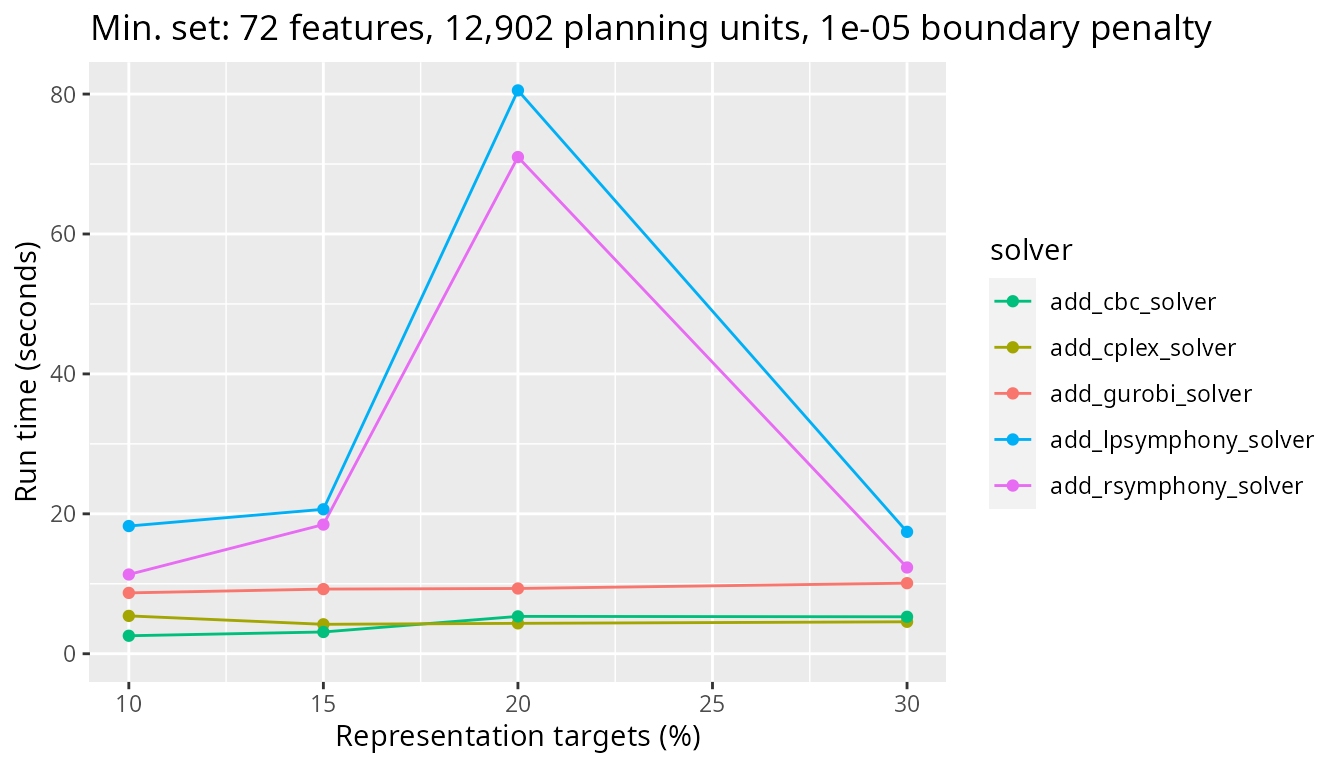 Min. set: 72 features, 12,902 planning units, 1e-05 boundary penalty
80
60
40
20
0
Run time (seconds)
10
15
20
25
30
Representation targets (%)
solver
add_cbc_solver
add_cplex_solver
add_gurobi_solver
add_lpsymphony_solver
add_rsymphony_solver